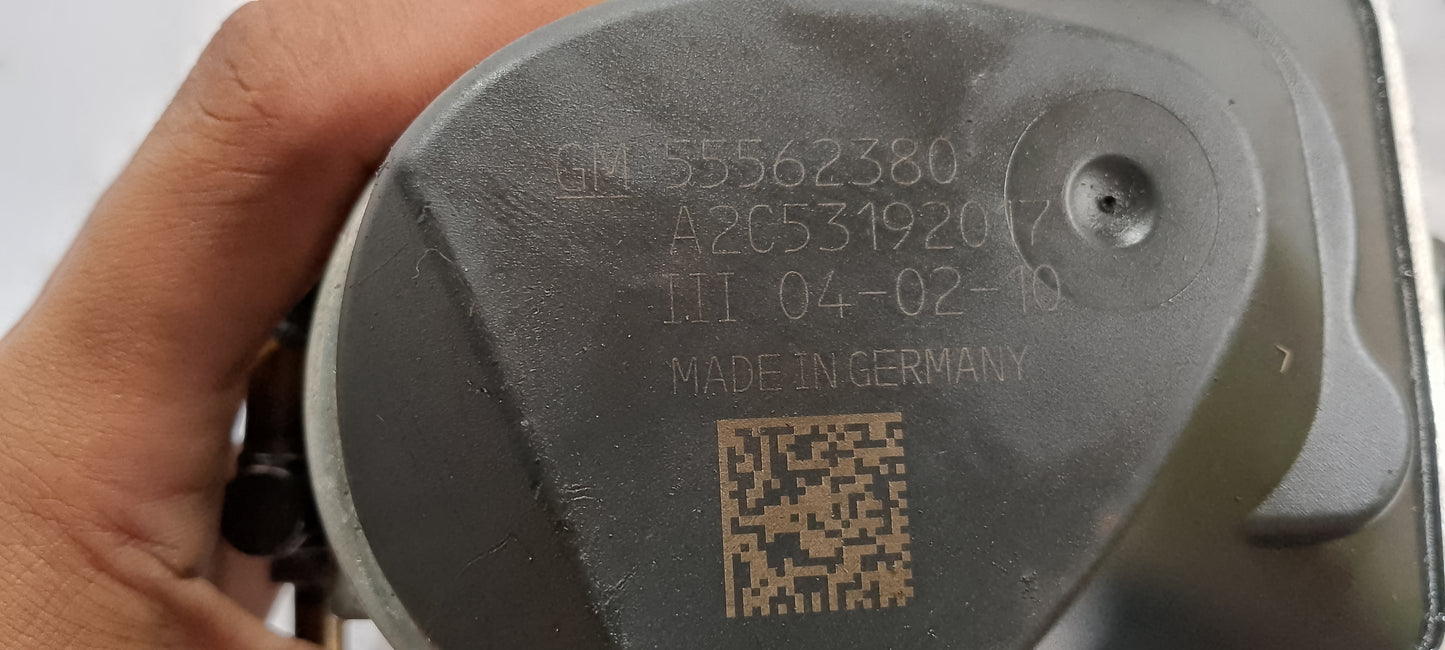 GM 55562380
A2C53192017
III 04-02-10
MADE IN GERMANY